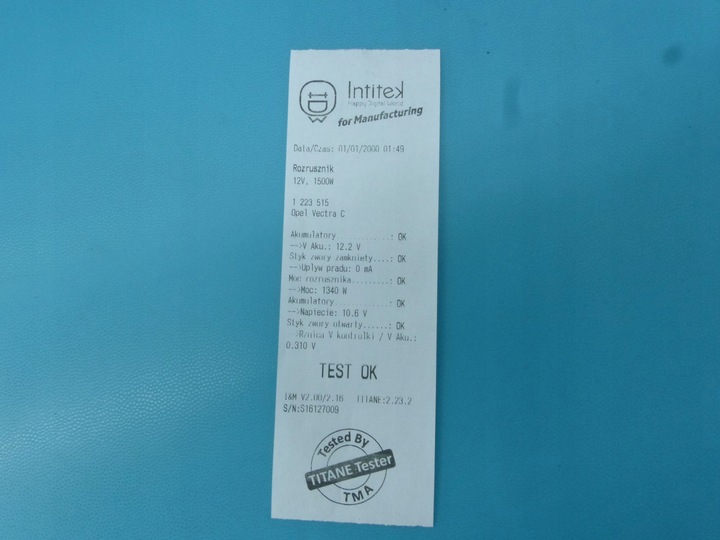 Intitek
Happy Digital World
for Manufacturing
Data/Czas: 01/01/2000 01:49
Rozrusznik
12V, 1500W
1 223 515
Opel Vectra C
Akumulatory............: OK
-->V Aku.: 12.2 V
Styk zwory zamkniety....: OK
-->Uplyw pradu: 0 mA
Moc rozrusznika.........: OK
-->Moc: 1340 W
Akumulatory............: OK
-->Napiecie: 10.6 V
Styk zwory otwarty......: OK
-->Rznica V kontrolki / V Aku.:
0.310 V
TEST OK
I&M V2.00/2.16 TITANE:2.23.2
S/N:S16127009
Tested By
TITANE Tester
TMA